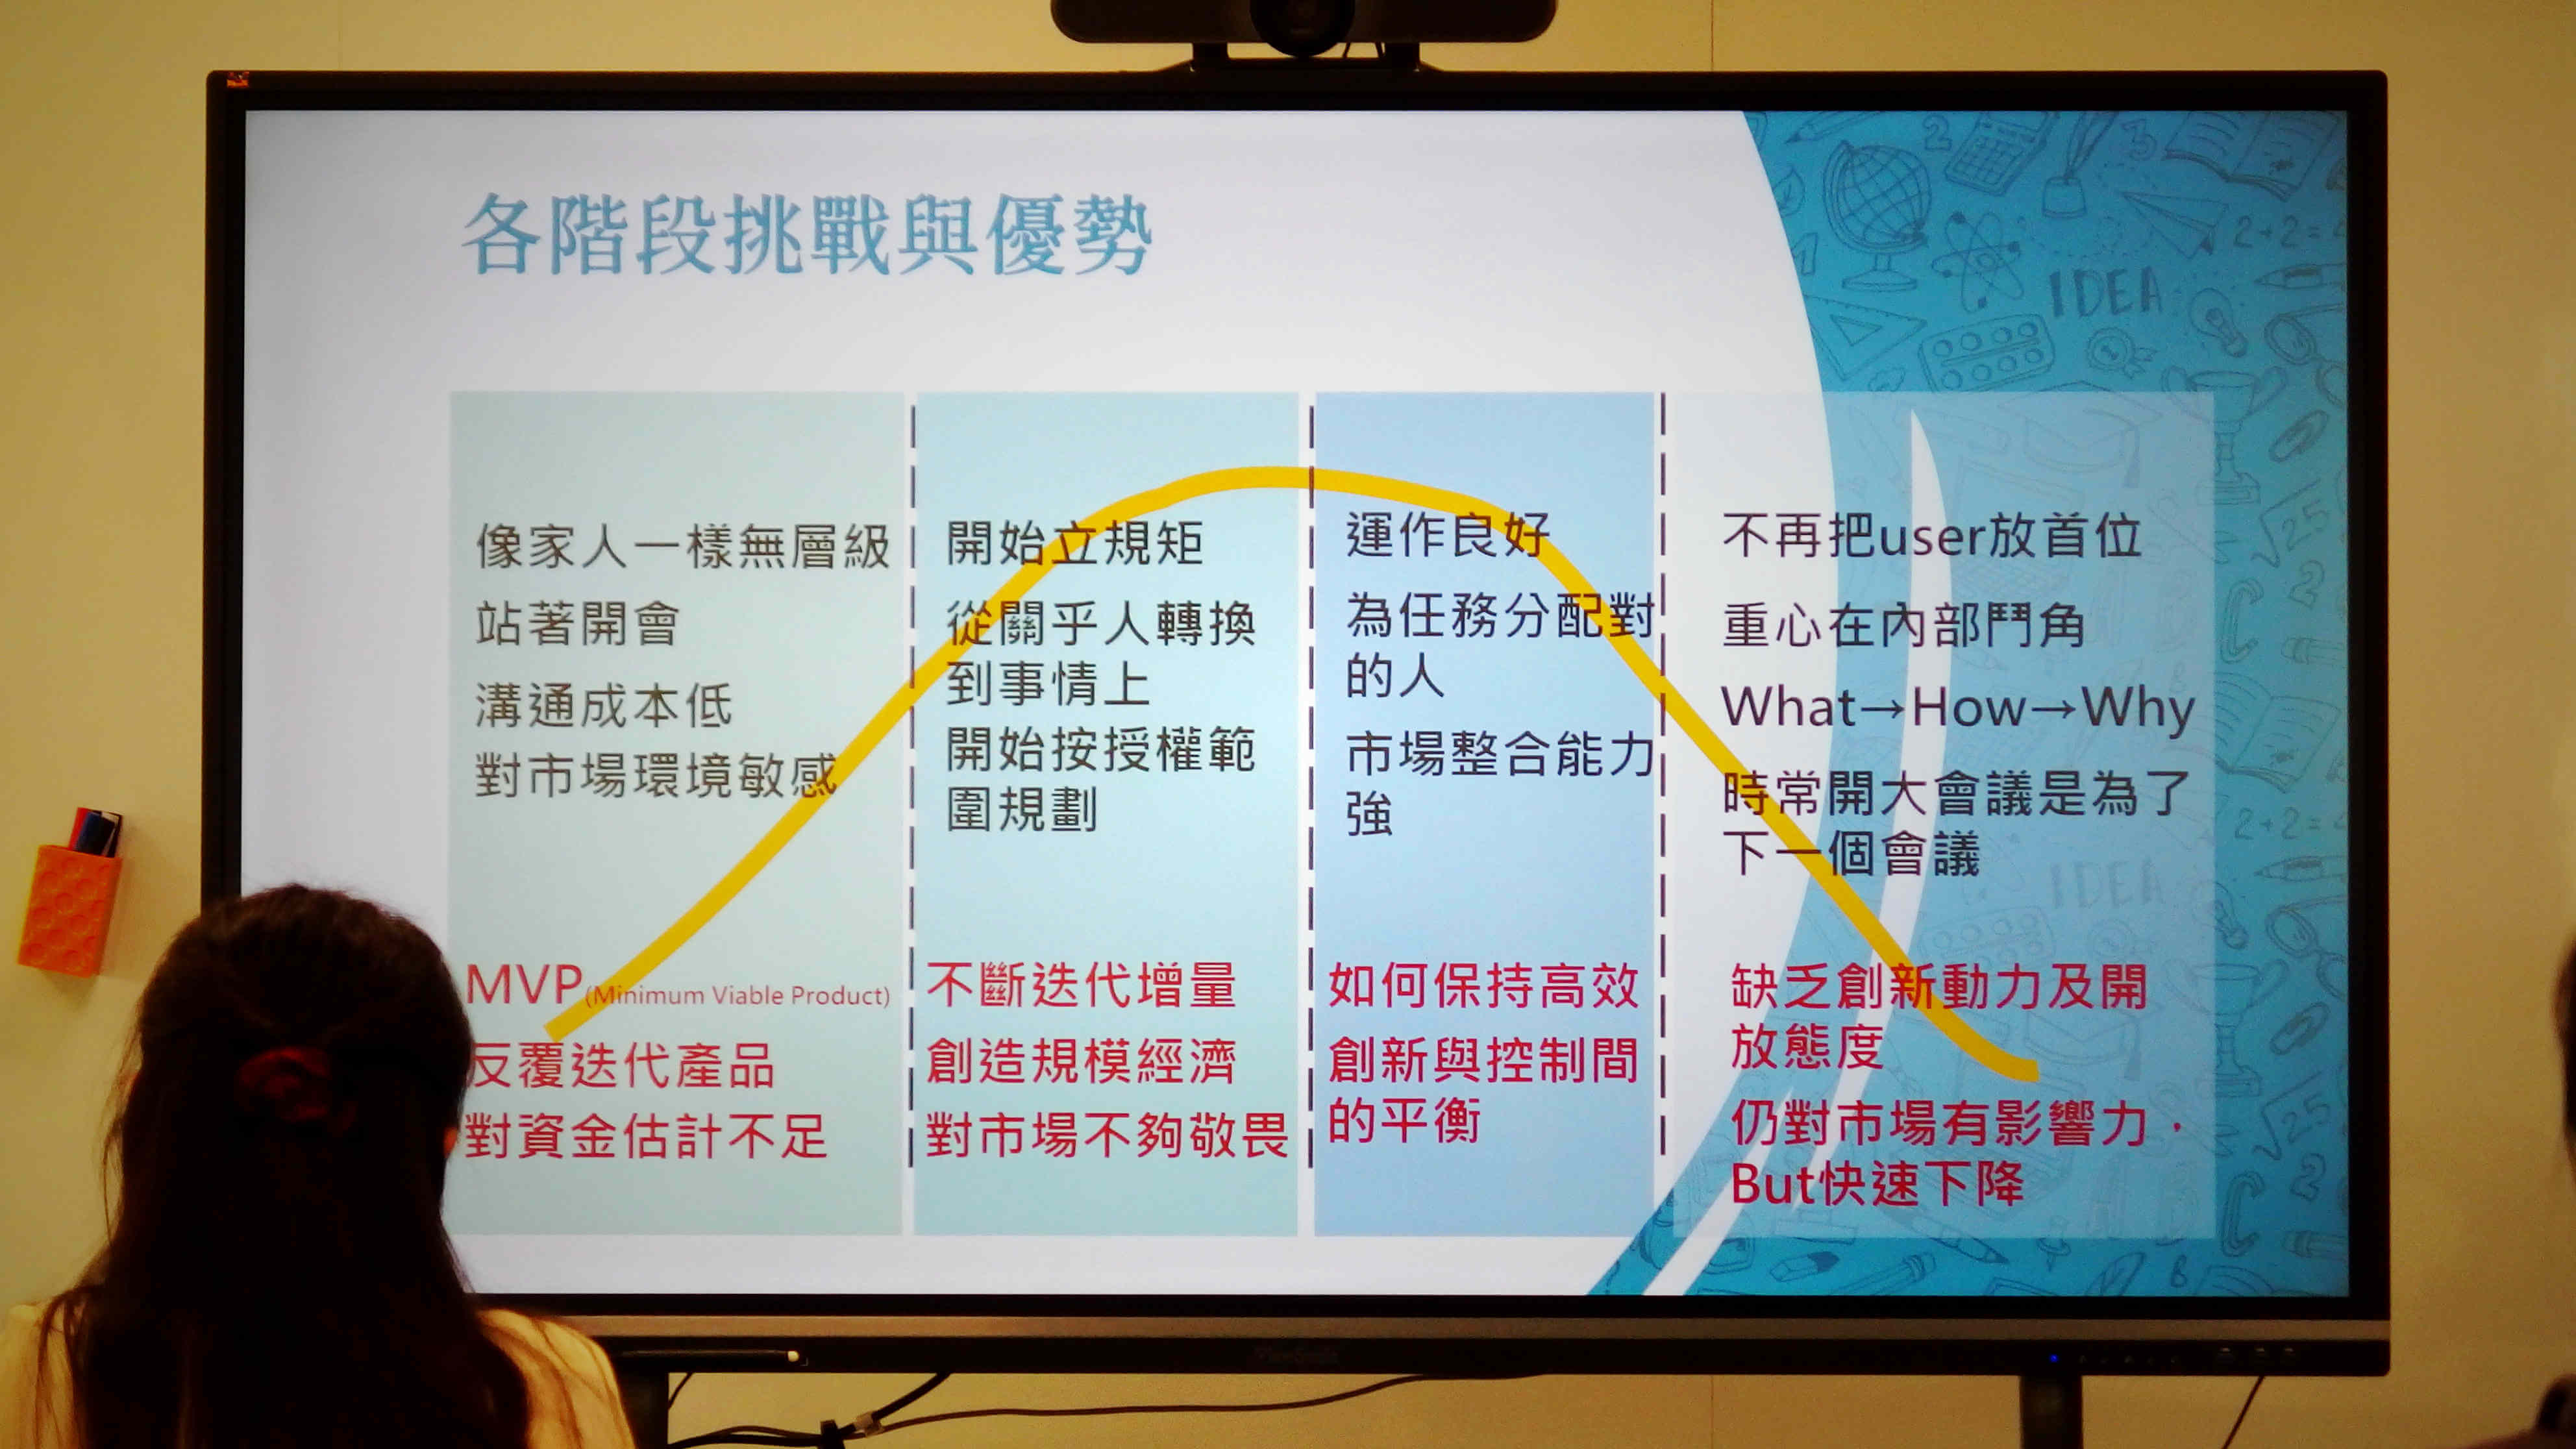 各階段挑戰與優勢
像家人一樣無層級
站著開會
溝通成本低
對市場環境敏感
MVP(Minimum Viable Product)
反覆迭代產品
對資金估計不足
開始立規矩
從關乎人轉換
到事情上
開始按授權範
圍規劃
不斷迭代增量
創造規模經濟
對市場不夠敬畏
運作良好
為任務分配對
的人
市場整合能力
強
如何保持高效
創新與控制間
的平衡
不再把user放首位
重心在內部鬥角
What→How→Why
時常開大會議是為了
下一個會議
缺乏創新動力及開
放態度
仍對市場有影響力，
But快速下降
IDEA
2+2=
2+2=
IDEA